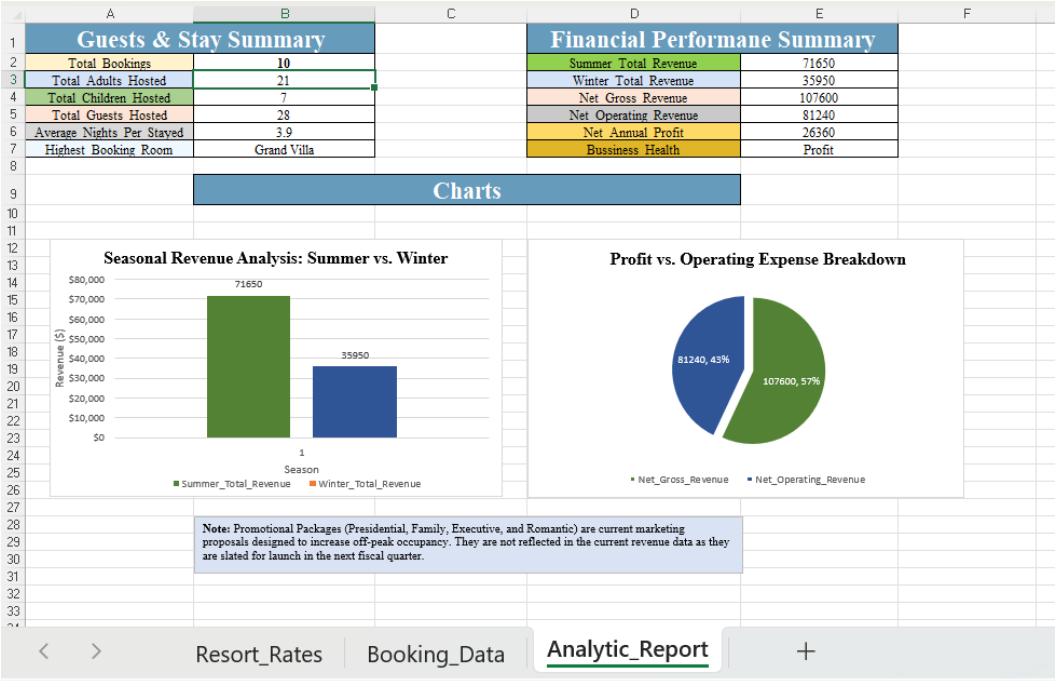 A B C D E F
1 Guests & Stay Summary Financial Performane Summary
2 Total Bookings 10 Summer Total Revenue 71650
3 Total Adults Hosted 21 Winter Total Revenue 35950
4 Total Children Hosted 7 Net Gross Revenue 107600
5 Total Guests Hosted 28 Net Operating Revenue 81240
6 Average Nights Per Stayed 3.9 Net Annual Profit 26360
7 Highest Booking Room Grand Villa Bussiness Health Profit
8
9 Charts
10
11
12
13
14
15
16
17
18
19
20
21
22
23
24
25
26
27
28
29
30
31
32
33
Seasonal Revenue Analysis: Summer vs. Winter
Revenue ($)
$80,000
$70,000
$60,000
$50,000
$40,000
$30,000
$20,000
$10,000
$0
71650
35950
1
Season
Summer_Total_Revenue Winter_Total_Revenue
Profit vs. Operating Expense Breakdown
81240, 43%
107600, 57%
Net_Gross_Revenue Net_Operating_Revenue
Note: Promotional Packages (Presidential, Family, Executive, and Romantic) are current marketing
proposals designed to increase off-peak occupancy. They are not reflected in the current revenue data as they
are slated for launch in the next fiscal quarter.
Resort_Rates Booking_Data Analytic_Report